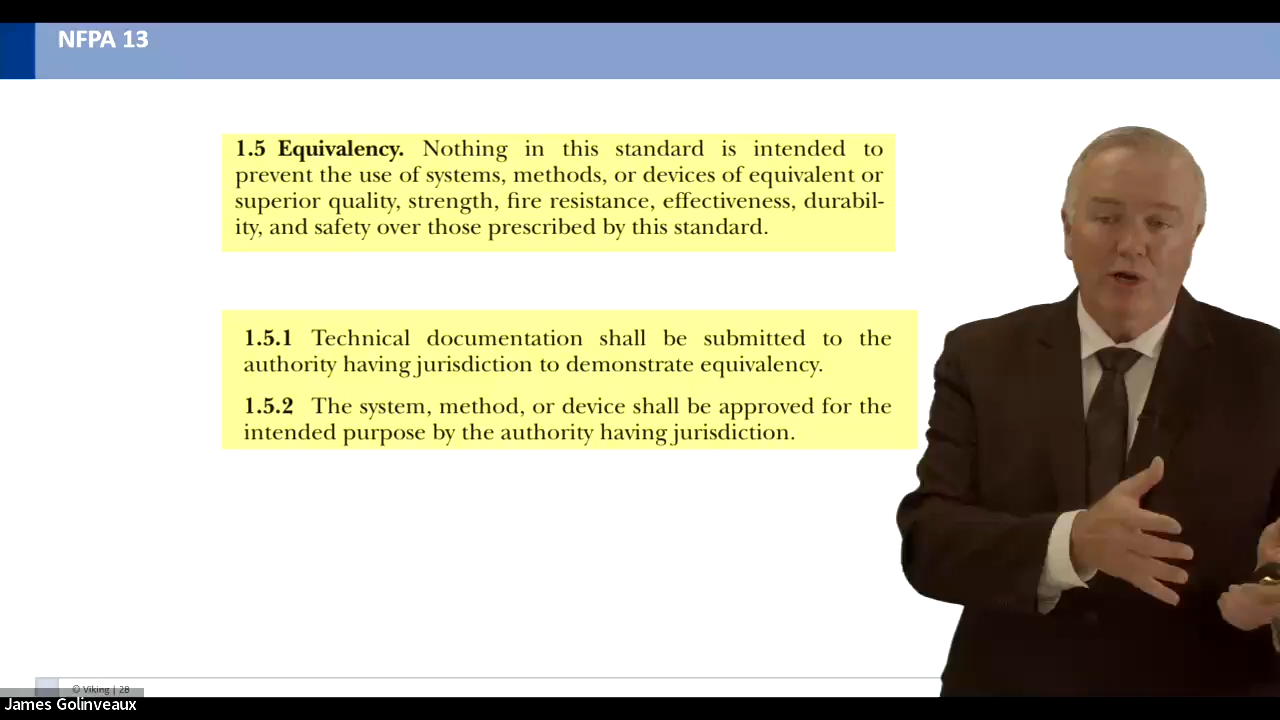 NFPA 13
1.5 Equivalency. Nothing in this standard is intended to
prevent the use of systems, methods, or devices of equivalent or
superior quality, strength, fire resistance, effectiveness, durabil-
ity, and safety over those prescribed by this standard.
1.5.1 Technical documentation shall be submitted to the
authority having jurisdiction to demonstrate equivalency.
1.5.2 The system, method, or device shall be approved for the
intended purpose by the authority having jurisdiction.
© Viking | 28
James Golinveaux